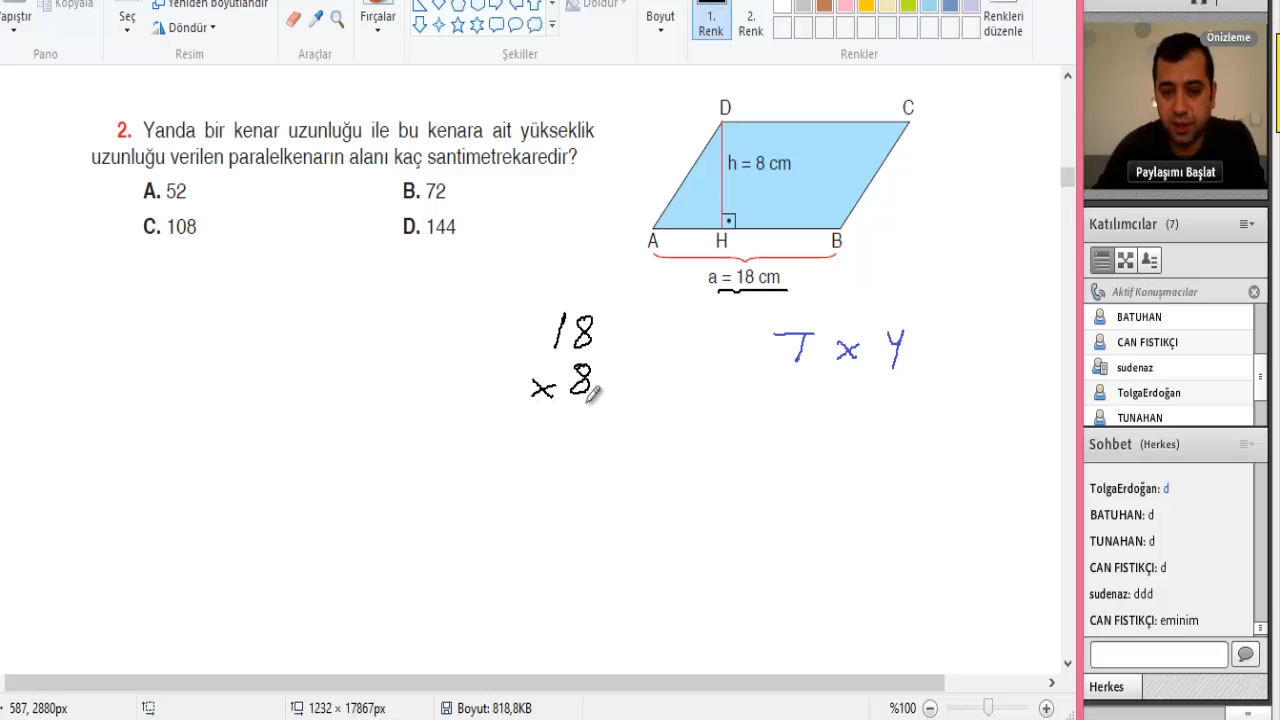 Kopyala
Yeniden boyutlandır
Yapıştır
Seç
Döndür
Fırçalar
Doldur
Boyut
1.
Renk
2.
Renk
Renkleri
düzenle
Pano
Resim
Araçlar
Şekiller
Renkler
2. Yanda bir kenar uzunluğu ile bu kenara ait yükseklik
uzunluğu verilen paralelkenarın alanı kaç santimetrekaredir?
A. 52
B. 72
C. 108
D. 144
D
C
h = 8 cm
A
H
B
a = 18 cm
18
x 8
T x Y
587, 2880px
1232 x 17867px
Boyut: 818,8KB
%100
Önizleme
Paylaşımı Başlat
Katılımcılar (7)
Aktif Konuşmacılar
BATUHAN
CAN FISTIKÇI
sudenaz
TolgaErdoğan
TUNAHAN
Sohbet (Herkes)
TolgaErdoğan: d
BATUHAN: d
TUNAHAN: d
CAN FISTIKÇI: d
sudenaz: ddd
CAN FISTIKÇI: eminim
Herkes